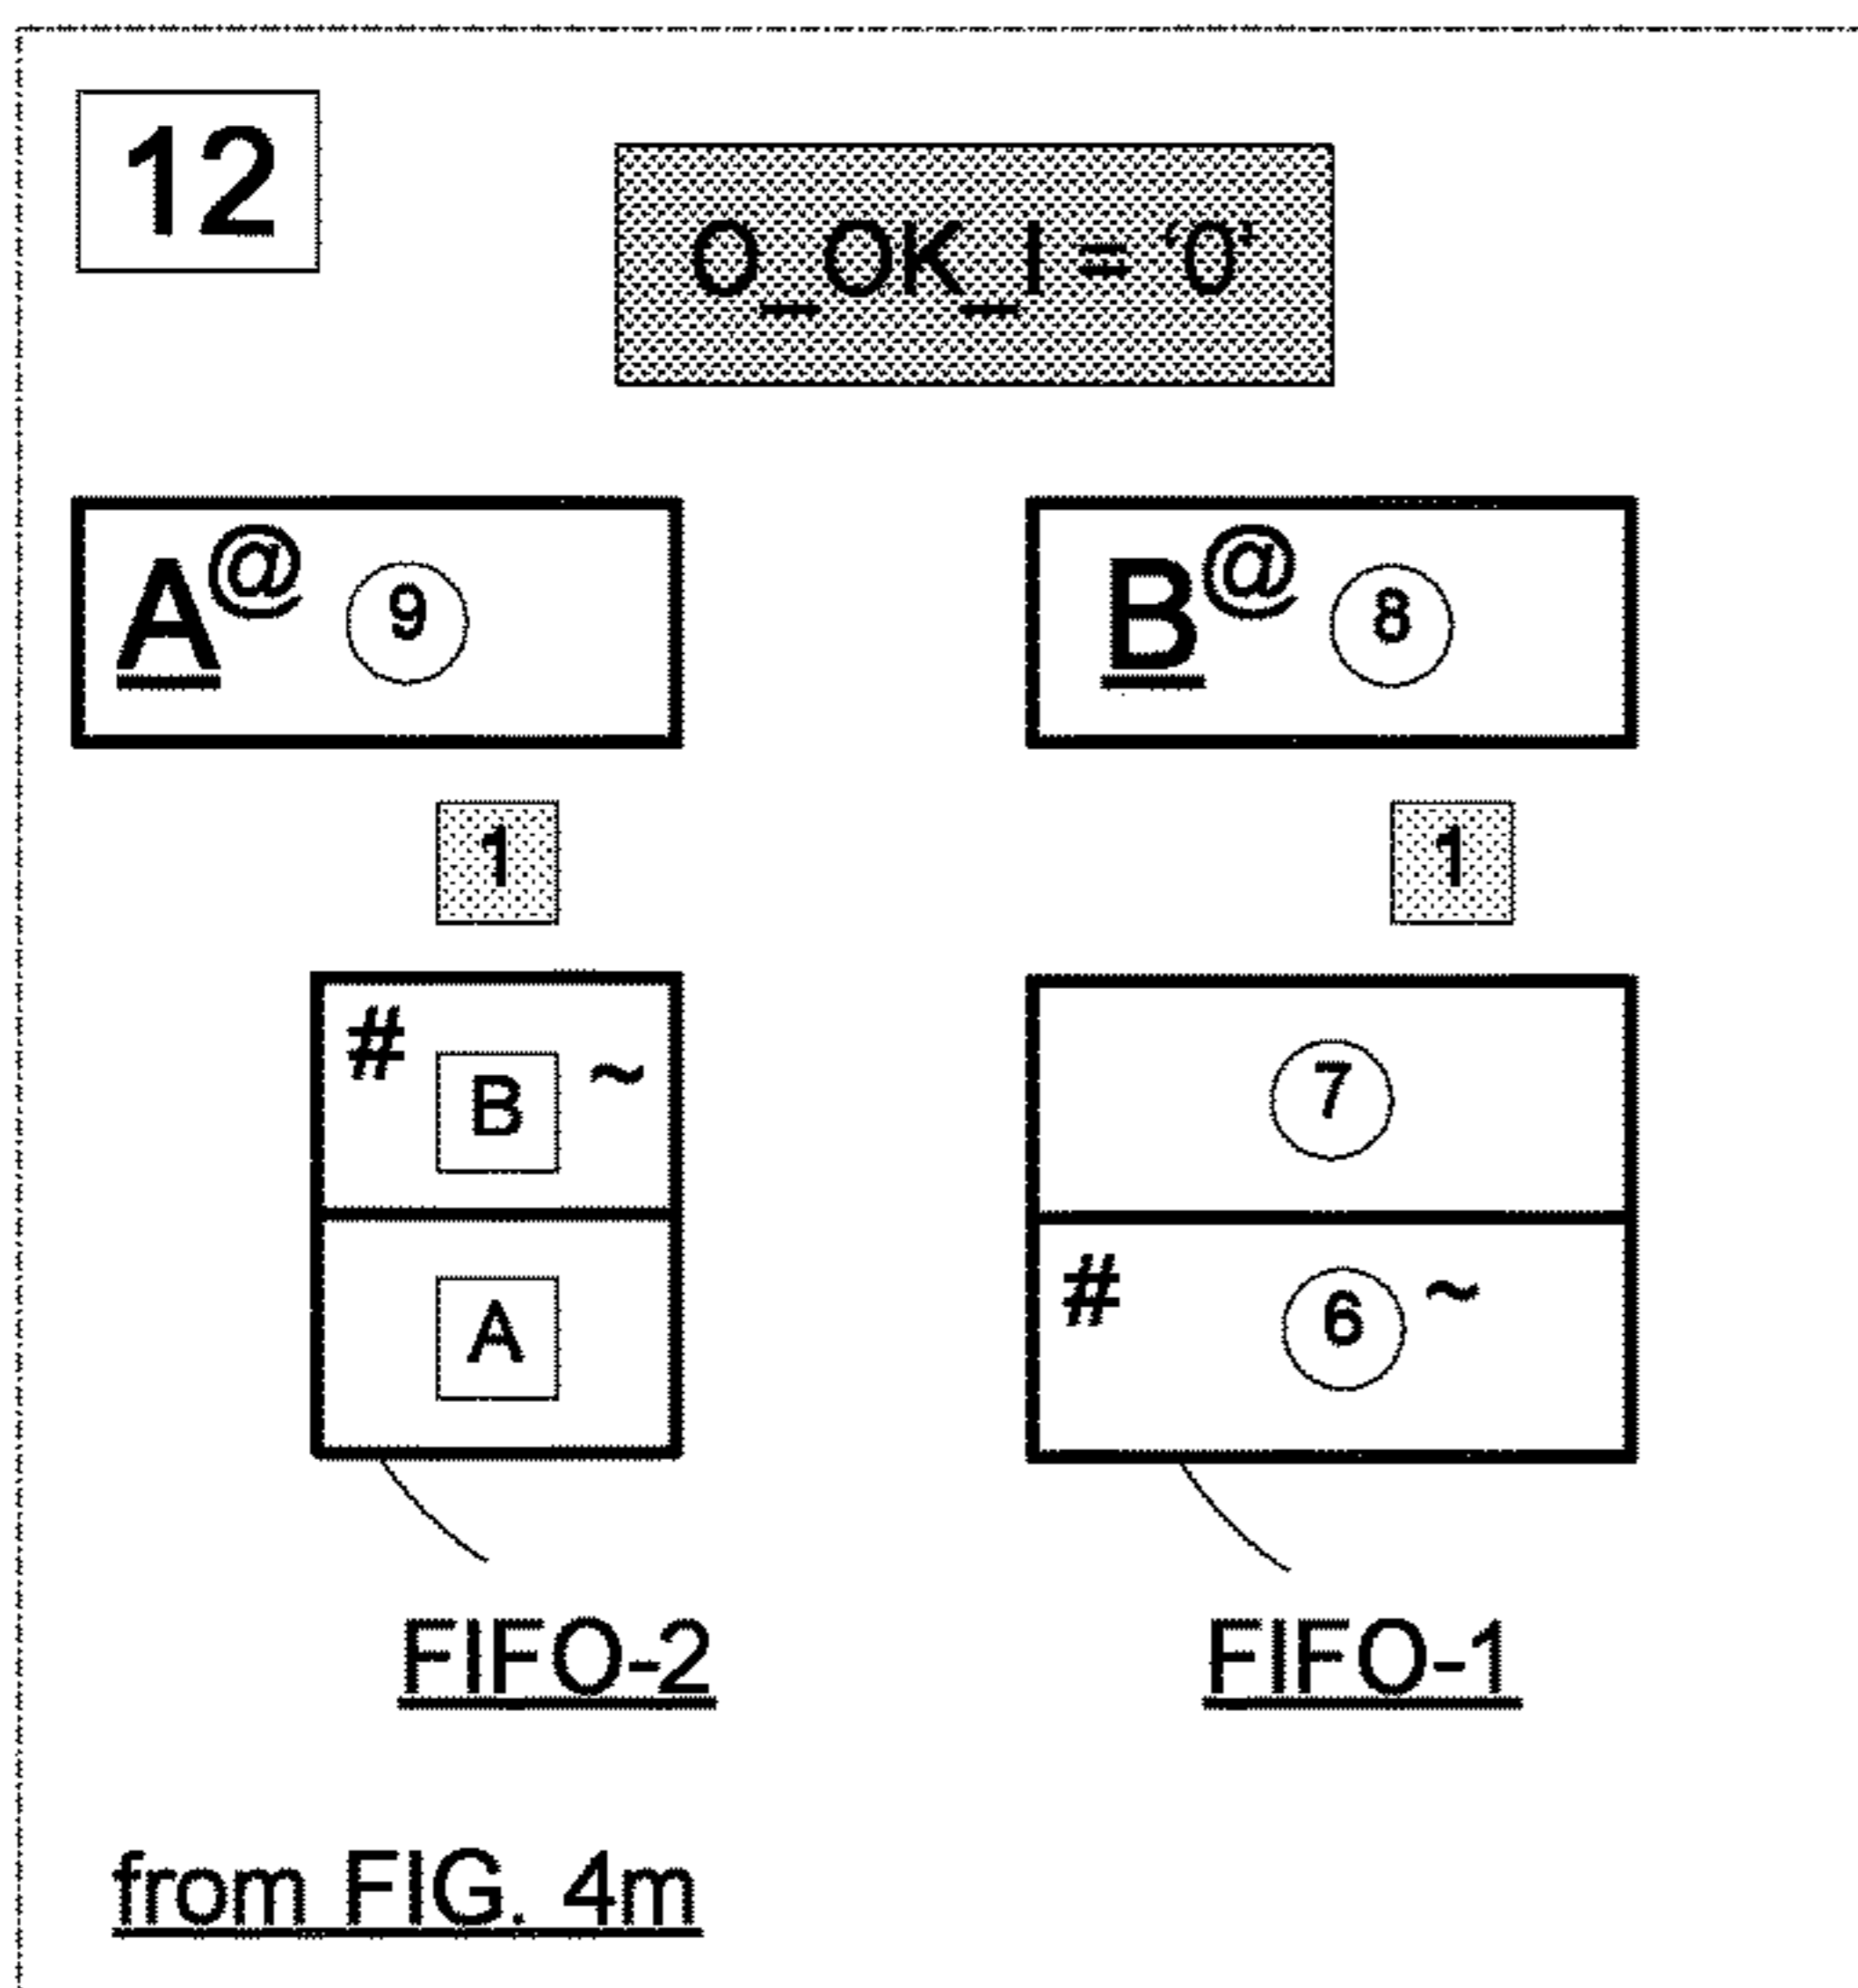 12
O_OK_I = '0'
A@ 9 B@ 8
1 1
# B ~ 7
A # 6 ~
FIFO-2 FIFO-1
from FIG. 4m